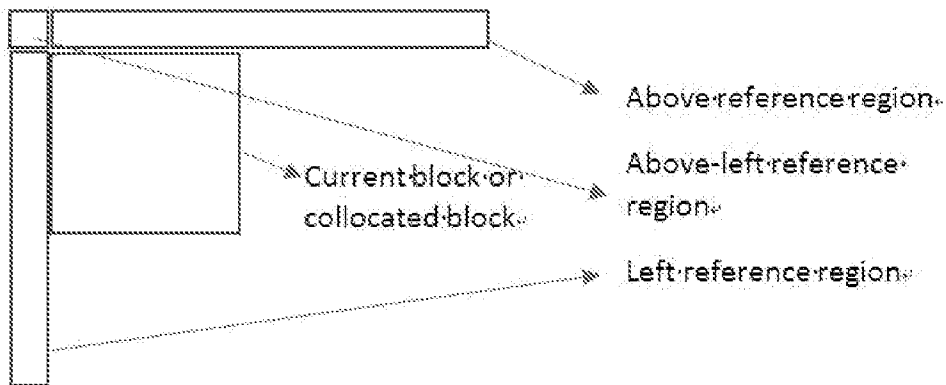 Above reference region
Above-left reference
region
Current block or
collocated block
Left reference region